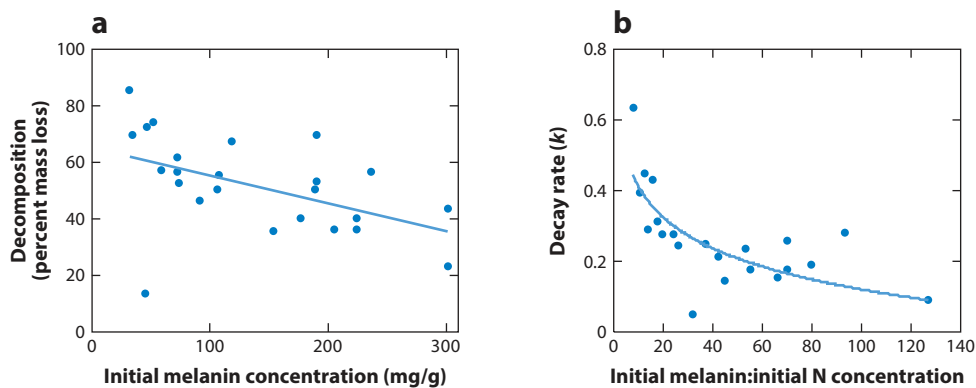 a
100
80
60
40
20
0
Decomposition
(percent mass loss)
0 100 200 300
Initial melanin concentration (mg/g)
b
0.8
0.6
0.4
0.2
0
Decay rate (k)
0 20 40 60 80 100 120 140
Initial melanin:initial N concentration